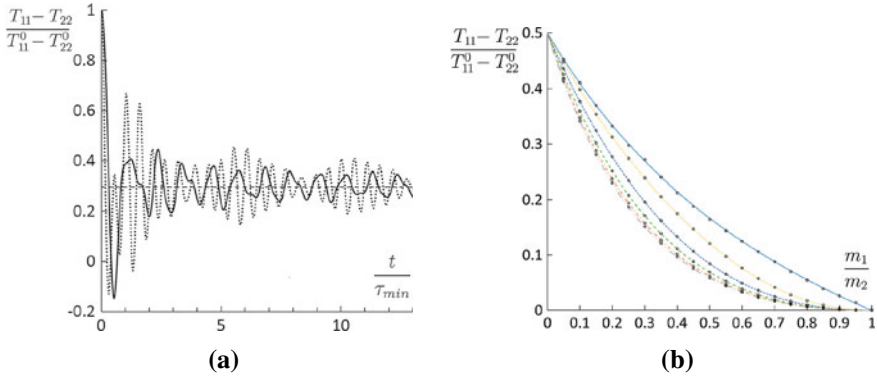 T₁₁ − T₂₂
T⁰₁₁ − T⁰₂₂
1
0.8
0.6
0.4
0.2
0
-0.2
0 5 10
t
τ_min
(a)
T₁₁ − T₂₂
T⁰₁₁ − T⁰₂₂
0.5
0.4
0.3
0.2
0.1
0
0 0.1 0.2 0.3 0.4 0.5 0.6 0.7 0.8 0.9 1
m₁
m₂
(b)